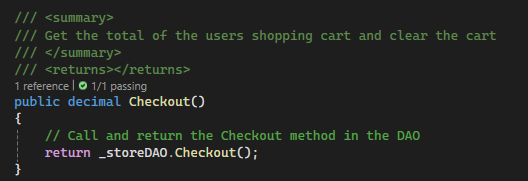 /// <summary>
/// Get the total of the users shopping cart and clear the cart
/// </summary>
/// <returns></returns>
1 reference | 1/1 passing
public decimal Checkout()
{
// Call and return the Checkout method in the DAO
return _storeDAO.Checkout();
}